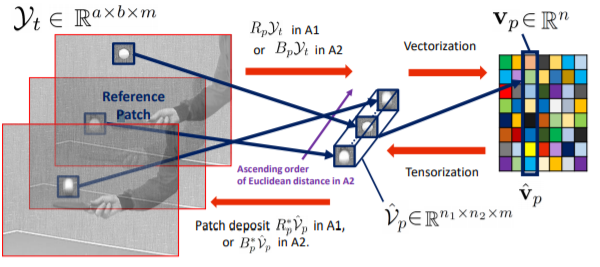 𝒴_t ∈ ℝ^{a×b×m}
R_p𝒴_t in A1
or B_p𝒴_t in A2
Vectorization
v_p ∈ ℝ^n
Reference
Patch
Ascending order
of Euclidean distance in A2
Tensorization
v̂_p
𝒱̂_p ∈ ℝ^{n_1×n_2×m}
Patch deposit R_p^*𝒱̂_p in A1,
or B_p^*𝒱̂_p in A2.